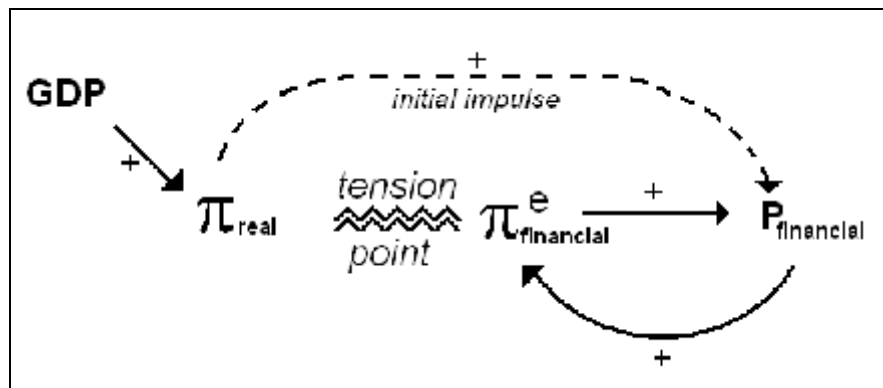 +
GDP
initial impulse
+
tension
π real
π e financial
+
P financial
point
+